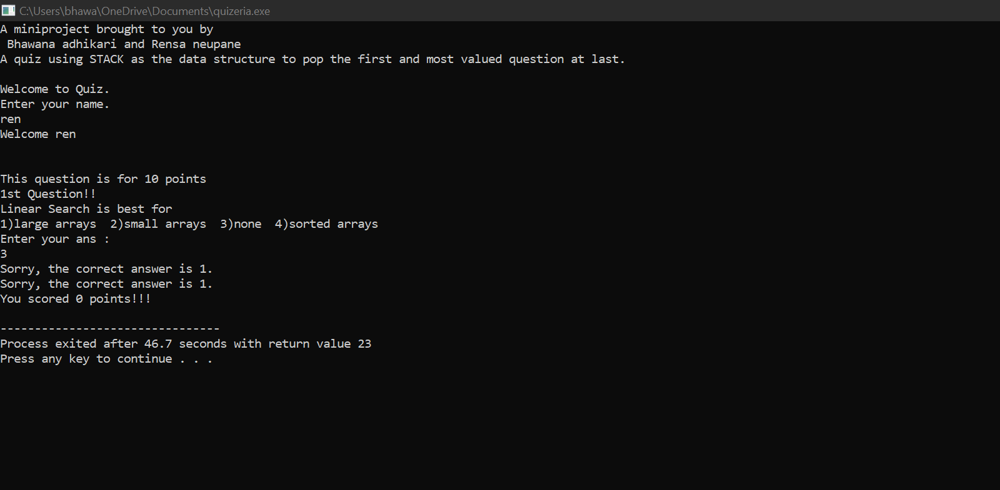 C:\Users\bhawa\OneDrive\Documents\quizeria.exe
A miniproject brought to you by
 Bhawana adhikari and Rensa neupane
A quiz using STACK as the data structure to pop the first and most valued question at last.
Welcome to Quiz.
Enter your name.
ren
Welcome ren
This question is for 10 points
1st Question!!
Linear Search is best for
1)large arrays  2)small arrays  3)none  4)sorted arrays
Enter your ans :
3
Sorry, the correct answer is 1.
Sorry, the correct answer is 1.
You scored 0 points!!!
--------------------------------
Process exited after 46.7 seconds with return value 23
Press any key to continue . . .